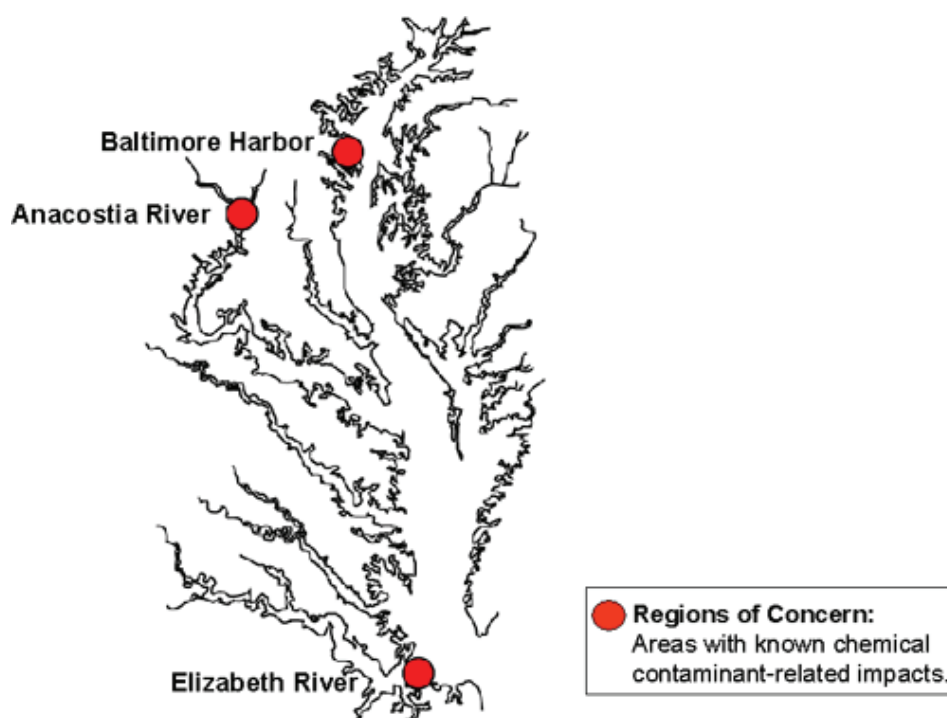 Baltimore Harbor
Anacostia River
Elizabeth River
Regions of Concern:
Areas with known chemical
contaminant-related impacts.